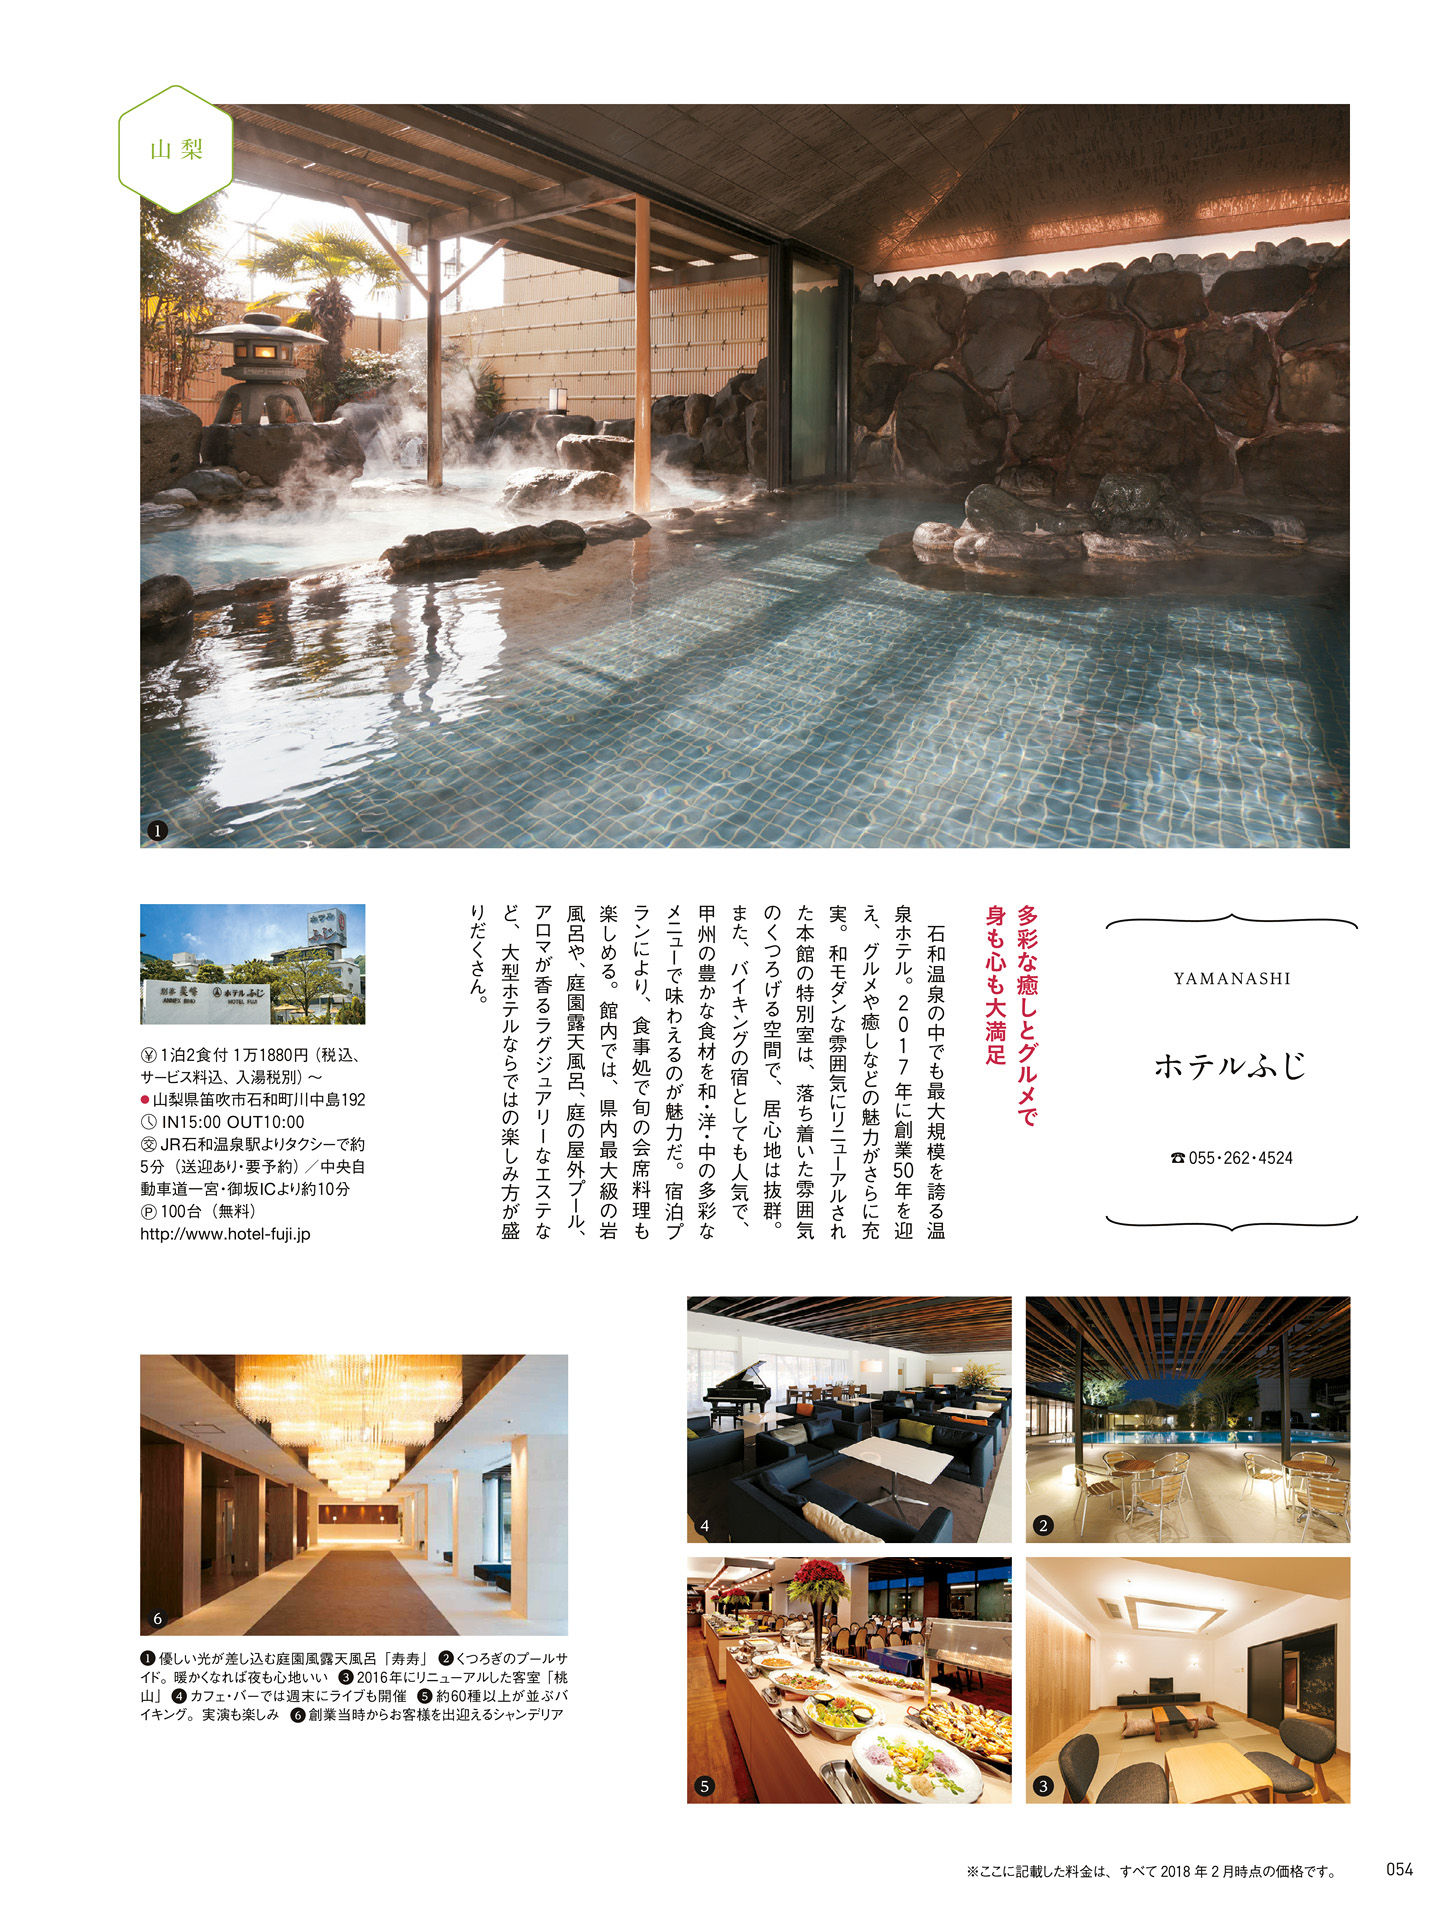 山梨
1
YAMANASHI
ホテルふじ
☎055・262・4524
多彩な癒しとグルメで
身も心も大満足
石和温泉の中でも最大規模を誇る温
泉ホテル。2017年に創業50年を迎
え、グルメや癒しなどの魅力がさらに充
実。和モダンな雰囲気にリニューアルされ
た本館の特別室は、落ち着いた雰囲気
のくつろげる空間で、居心地は抜群。
また、バイキングの宿としても人気で、
甲州の豊かな食材を和・洋・中の多彩な
メニューで味わえるのが魅力だ。宿泊プ
ランにより、食事処で旬の会席料理も
楽しめる。館内では、県内最大級の岩
風呂や、庭園露天風呂、庭の屋外プール、
アロマが香るラグジュアリーなエステな
ど、大型ホテルならではの楽しみ方が盛
りだくさん。
ホテル
ふじ
別亭 美峰
ANNEX BIHO
ホテルふじ
HOTEL FUJI
¥1泊2食付 1万1880円（税込、
サービス料込、入湯税別）～
●山梨県笛吹市石和町川中島192
IN15:00 OUT10:00
交JR石和温泉駅よりタクシーで約
5分（送迎あり・要予約）／中央自
動車道一宮・御坂ICより約10分
Ⓟ100台（無料）
http://www.hotel-fuji.jp
4
2
6
5
3
❶優しい光が差し込む庭園風露天風呂「寿寿」 ❷くつろぎのプールサ
イド。暖かくなれば夜も心地いい ❸2016年にリニューアルした客室「桃
山」 ❹カフェ・バーでは週末にライブも開催 ❺約60種以上が並ぶバ
イキング。実演も楽しみ ❻創業当時からお客様を出迎えるシャンデリア
※ここに記載した料金は、すべて2018年2月時点の価格です。
054